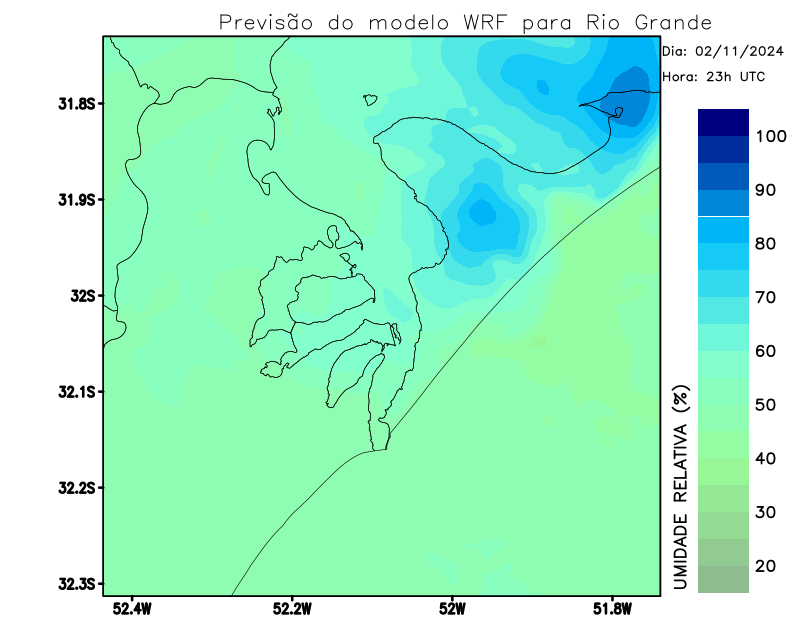 Previsão do modelo WRF para Rio Grande
Dia: 02/11/2024
Hora: 23h UTC
31.8S
31.9S
32S
32.1S
32.2S
32.3S
52.4W
52.2W
52W
51.8W
100
90
80
70
60
50
40
30
20
UMIDADE RELATIVA (%)